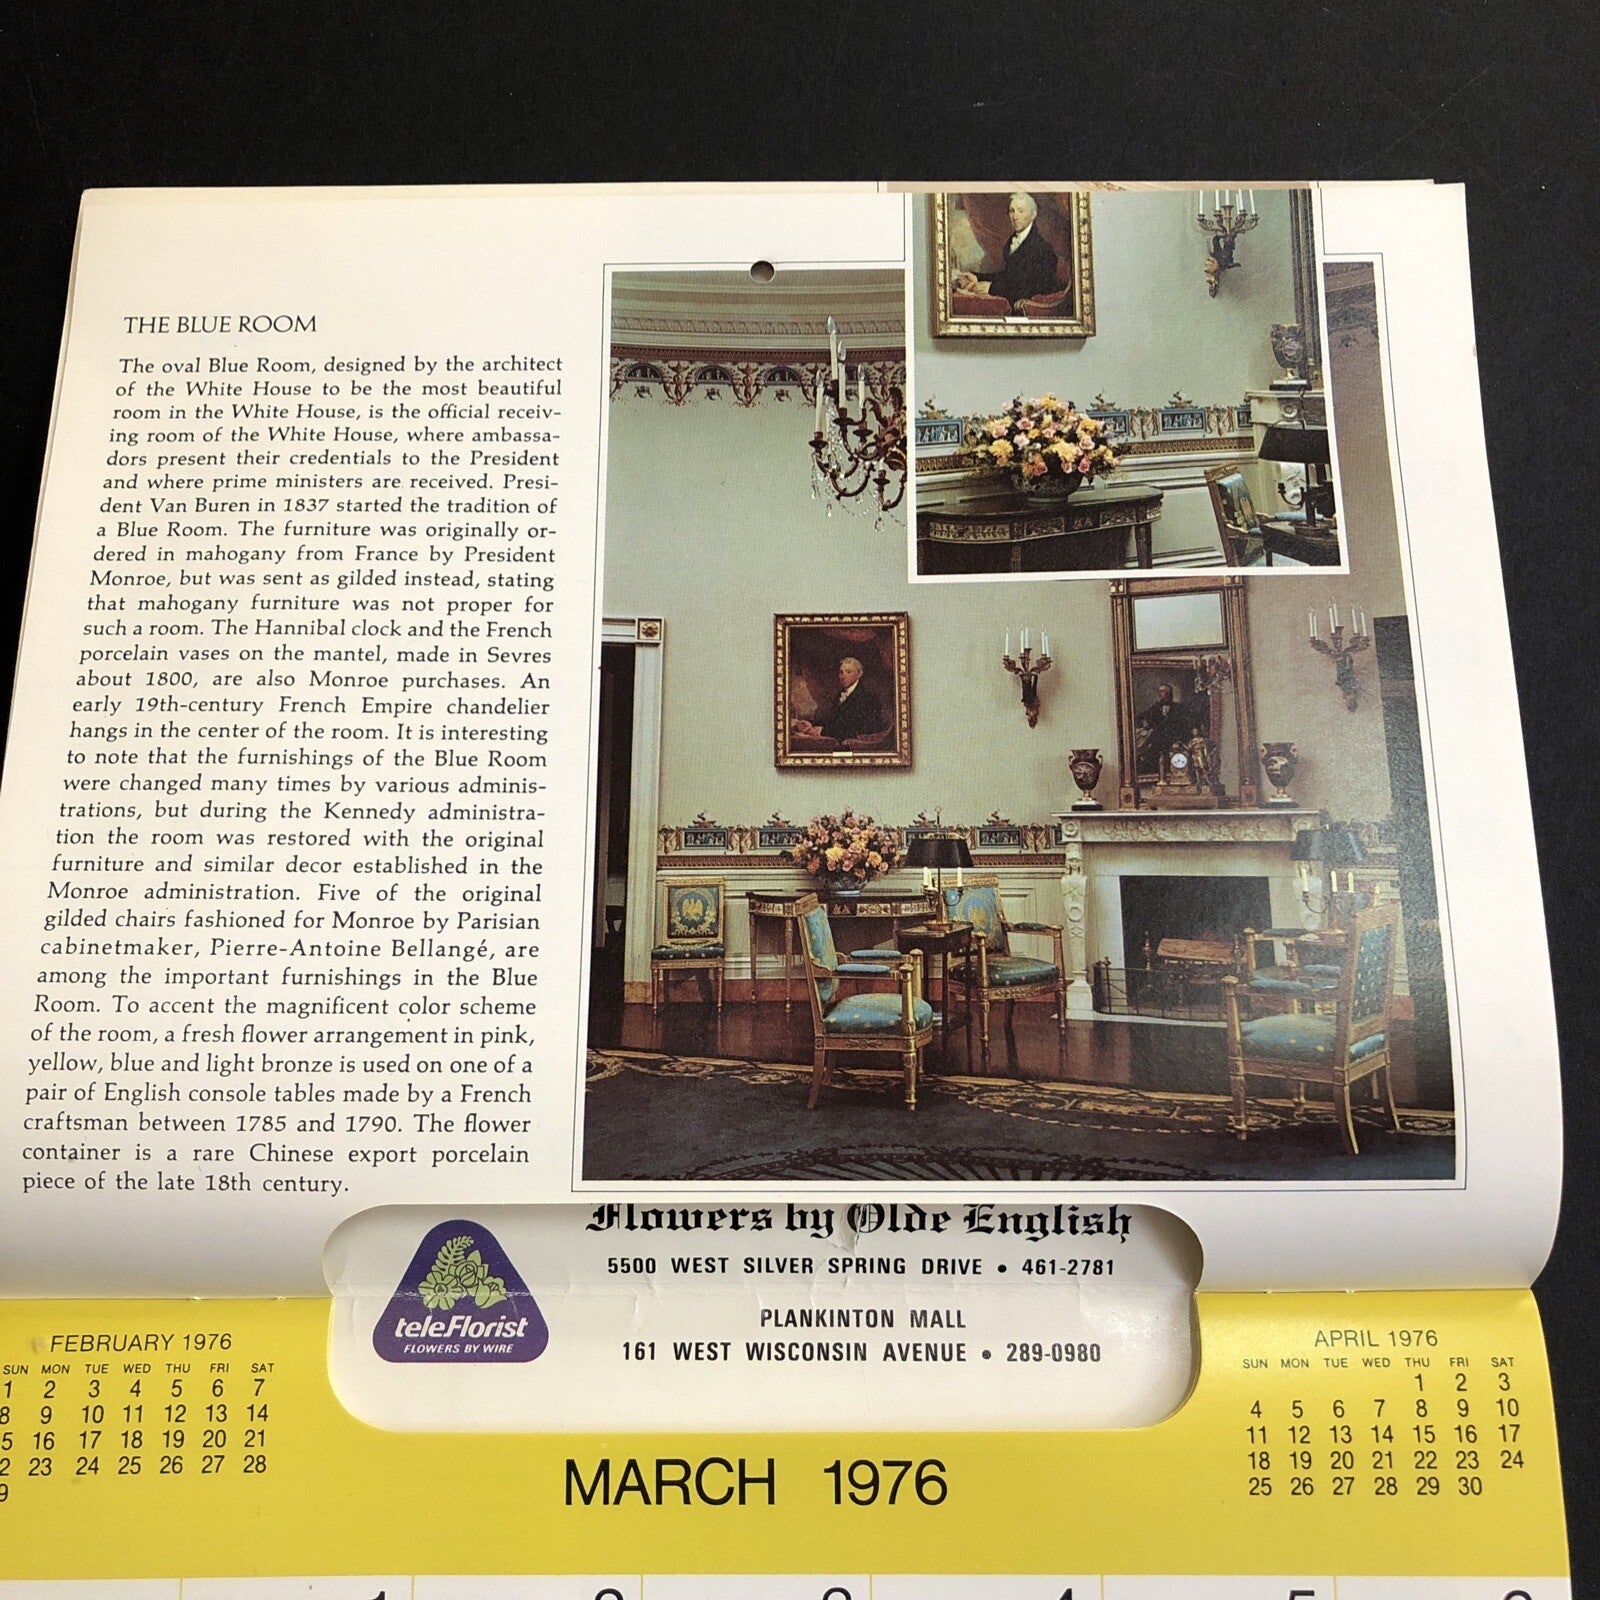 THE BLUE ROOM
The oval Blue Room, designed by the architect
of the White House to be the most beautiful
room in the White House, is the official receiv-
ing room of the White House, where ambassa-
dors present their credentials to the President
and where prime ministers are received. Presi-
dent Van Buren in 1837 started the tradition of
a Blue Room. The furniture was originally or-
dered in mahogany from France by President
Monroe, but was sent as gilded instead, stating
that mahogany furniture was not proper for
such a room. The Hannibal clock and the French
porcelain vases on the mantel, made in Sevres
about 1800, are also Monroe purchases. An
early 19th-century French Empire chandelier
hangs in the center of the room. It is interesting
to note that the furnishings of the Blue Room
were changed many times by various adminis-
trations, but during the Kennedy administra-
tion the room was restored with the original
furniture and similar decor established in the
Monroe administration. Five of the original
gilded chairs fashioned for Monroe by Parisian
cabinetmaker, Pierre-Antoine Bellangé, are
among the important furnishings in the Blue
Room. To accent the magnificent color scheme
of the room, a fresh flower arrangement in pink,
yellow, blue and light bronze is used on one of a
pair of English console tables made by a French
craftsman between 1785 and 1790. The flower
container is a rare Chinese export porcelain
piece of the late 18th century.
Flowers by Olde English
5500 WEST SILVER SPRING DRIVE • 461-2781
PLANKINTON MALL
161 WEST WISCONSIN AVENUE • 289-0980
teleFlorist
FLOWERS BY WIRE
FEBRUARY 1976
SUN MON TUE WED THU FRI SAT
1 2 3 4 5 6 7
8 9 10 11 12 13 14
5 16 17 18 19 20 21
2 23 24 25 26 27 28
9
MARCH 1976
APRIL 1976
SUN MON TUE WED THU FRI SAT
1 2 3
4 5 6 7 8 9 10
11 12 13 14 15 16 17
18 19 20 21 22 23 24
25 26 27 28 29 30
1 2 3 4 5 6